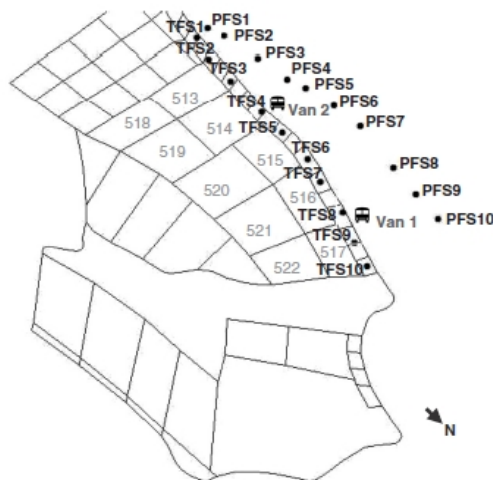 TFS1
PFS1
PFS2
TFS2
PFS3
TFS3
PFS4
PFS5
513
TFS4
Van 2
PFS6
518
514
TFS5
PFS7
519
515
TFS6
PFS8
TFS7
520
516
PFS9
TFS8
Van 1
PFS10
521
TFS9
517
522
TFS10
N